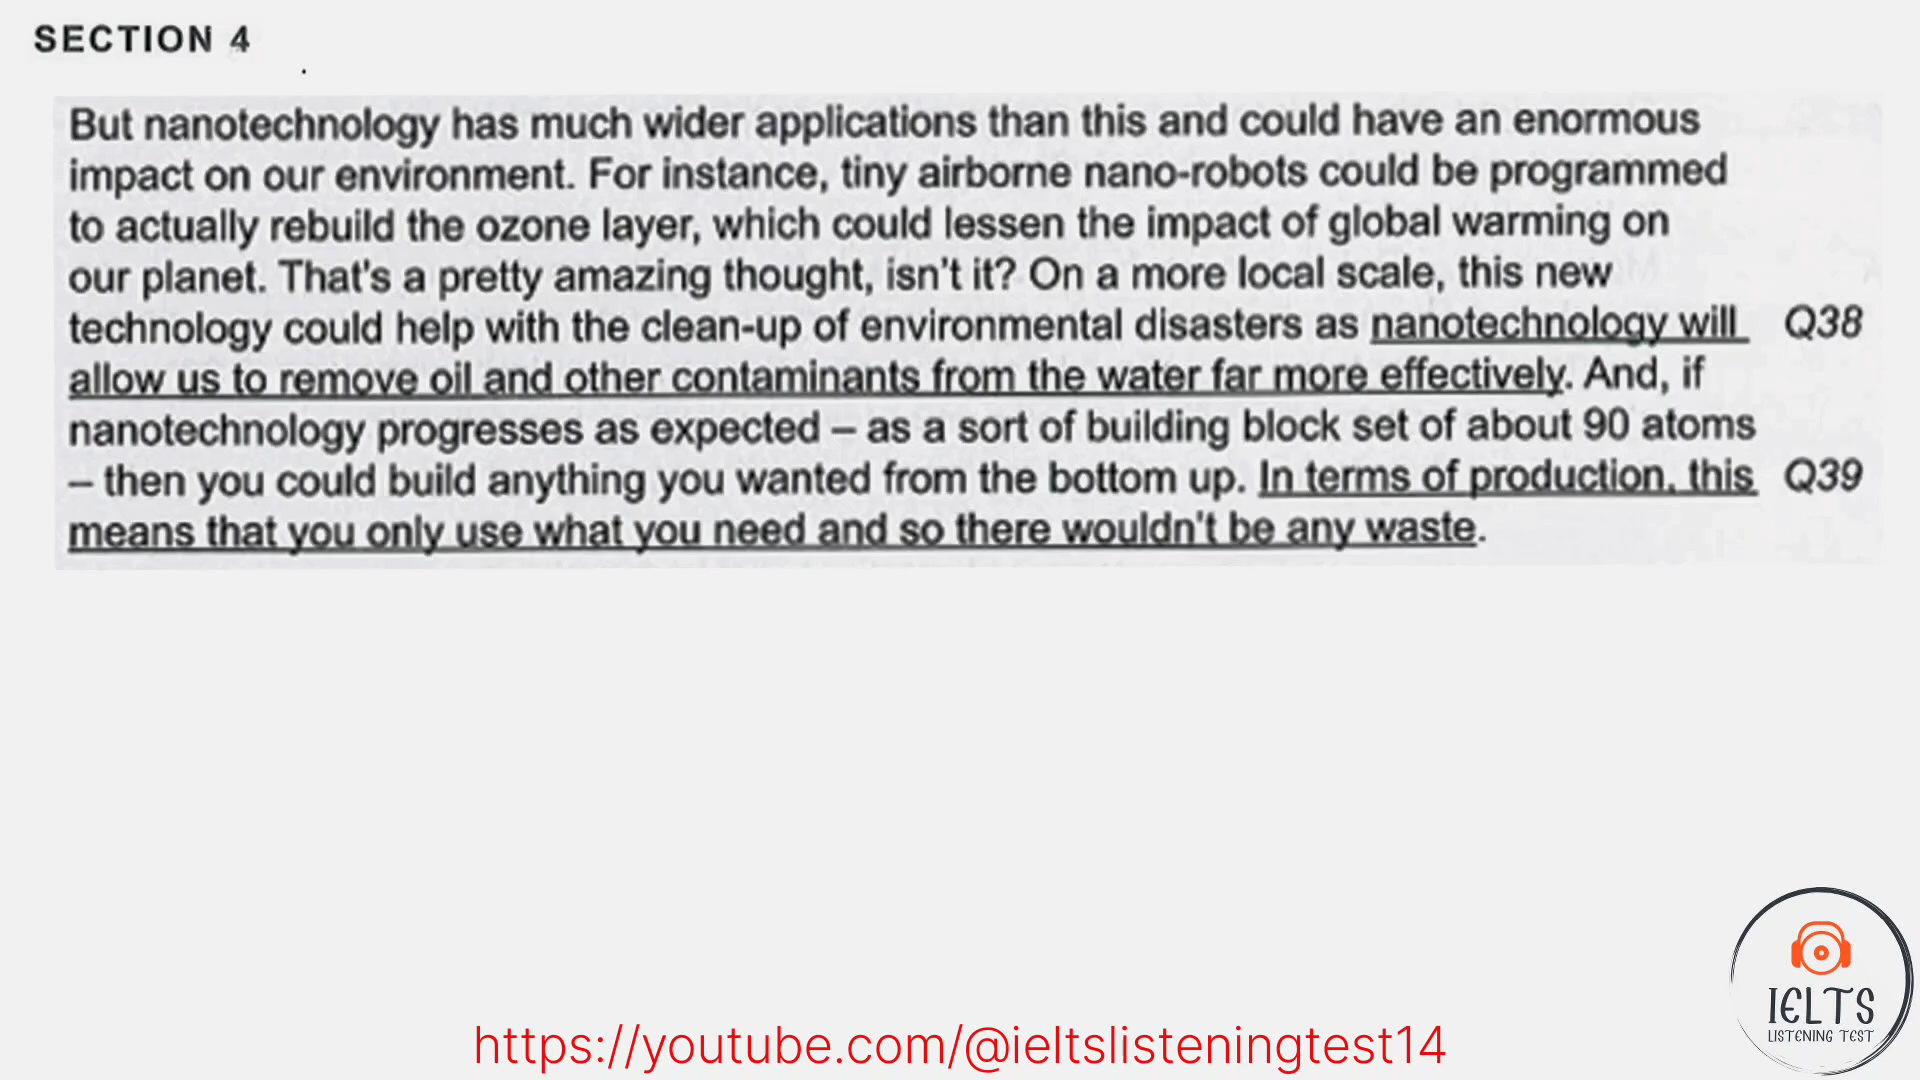 SECTION 4
But nanotechnology has much wider applications than this and could have an enormous
impact on our environment. For instance, tiny airborne nano-robots could be programmed
to actually rebuild the ozone layer, which could lessen the impact of global warming on
our planet. That's a pretty amazing thought, isn't it? On a more local scale, this new
technology could help with the clean-up of environmental disasters as nanotechnology will Q38
allow us to remove oil and other contaminants from the water far more effectively. And, if
nanotechnology progresses as expected – as a sort of building block set of about 90 atoms
– then you could build anything you wanted from the bottom up. In terms of production, this Q39
means that you only use what you need and so there wouldn't be any waste.
IELTS
LISTENING TEST
https://youtube.com/@ieltslisteningtest14